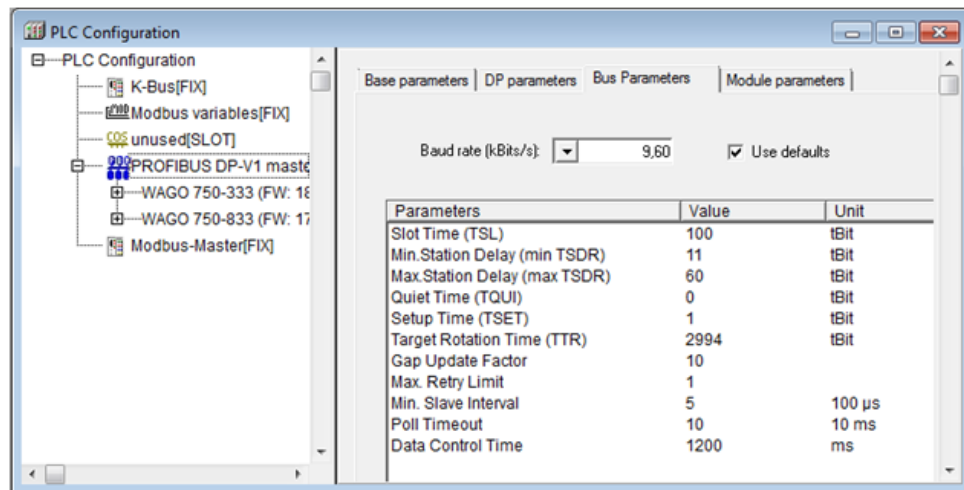 PLC Configuration
PLC Configuration
K-Bus[FIX]
Modbus variables[FIX]
unused[SLOT]
PROFIBUS DP-V1 maste
WAGO 750-333 (FW: 18
WAGO 750-833 (FW: 17
Modbus-Master[FIX]
Base parameters DP parameters Bus Parameters Module parameters
Baud rate (kBits/s): 9,60 Use defaults
Parameters Value Unit
Slot Time (TSL) 100 tBit
Min.Station Delay (min TSDR) 11 tBit
Max.Station Delay (max TSDR) 60 tBit
Quiet Time (TQUI) 0 tBit
Setup Time (TSET) 1 tBit
Target Rotation Time (TTR) 2994 tBit
Gap Update Factor 10
Max. Retry Limit 1
Min. Slave Interval 5 100 µs
Poll Timeout 10 10 ms
Data Control Time 1200 ms